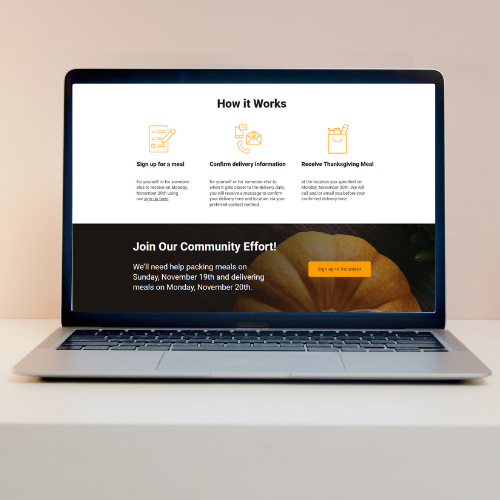 How it Works
Sign up for a meal
for yourself or for someone
else to receive on Monday,
November 20th using
our sign up form.
Confirm delivery information
for yourself or for someone else to
when it gets closer to the delivery date,
you will receive a message to confirm
your delivery time and location via your
preferred contact method.
Receive Thanksgiving Meal
at the location you specified on
Monday, November 20th. We will
call and/or email you before your
confirmed delivery time.
Join Our Community Effort!
We'll need help packing meals on
Sunday, November 19th and delivering
meals on Monday, November 20th.
Sign up to Volunteer